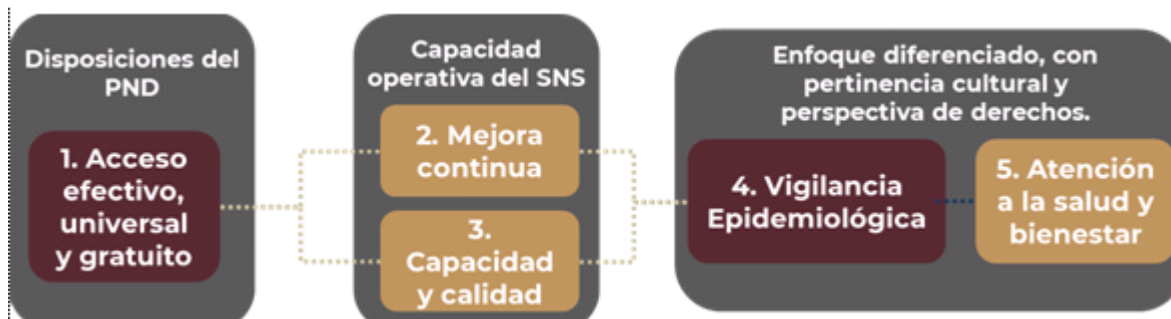 Disposiciones del
PND
1. Acceso
efectivo,
universal
y gratuito
Capacidad
operativa del SNS
2. Mejora
continua
3.
Capacidad
y calidad
Enfoque diferenciado, con
pertinencia cultural y
perspectiva de derechos.
4. Vigilancia
Epidemiológica
5. Atención
a la salud y
bienestar